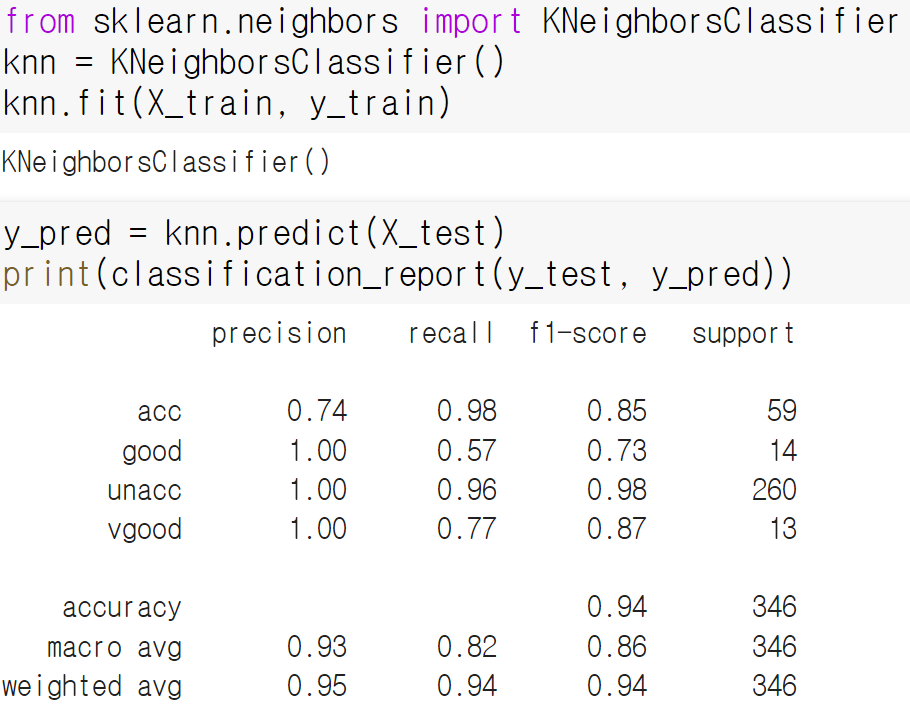 from sklearn.neighbors import KNeighborsClassifier
knn = KNeighborsClassifier()
knn.fit(X_train, y_train)
KNeighborsClassifier()
y_pred = knn.predict(X_test)
print(classification_report(y_test, y_pred))
precision recall f1-score support
acc 0.74 0.98 0.85 59
good 1.00 0.57 0.73 14
unacc 1.00 0.96 0.98 260
vgood 1.00 0.77 0.87 13
accuracy 0.94 346
macro avg 0.93 0.82 0.86 346
weighted avg 0.95 0.94 0.94 346